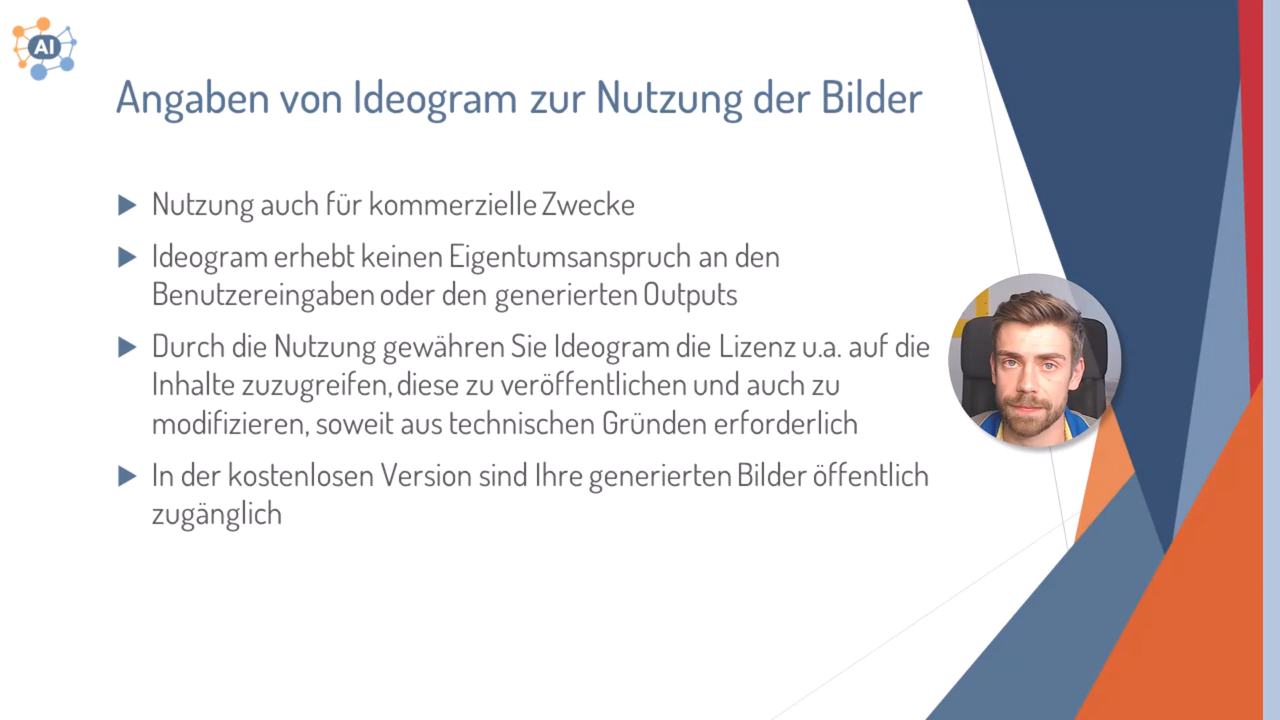 AI
Angaben von Ideogram zur Nutzung der Bilder
Nutzung auch für kommerzielle Zwecke
Ideogram erhebt keinen Eigentumsanspruch an den
Benutzereingaben oder den generierten Outputs
Durch die Nutzung gewähren Sie Ideogram die Lizenz u.a. auf die
Inhalte zuzugreifen, diese zu veröffentlichen und auch zu
modifizieren, soweit aus technischen Gründen erforderlich
In der kostenlosen Version sind Ihre generierten Bilder öffentlich
zugänglich